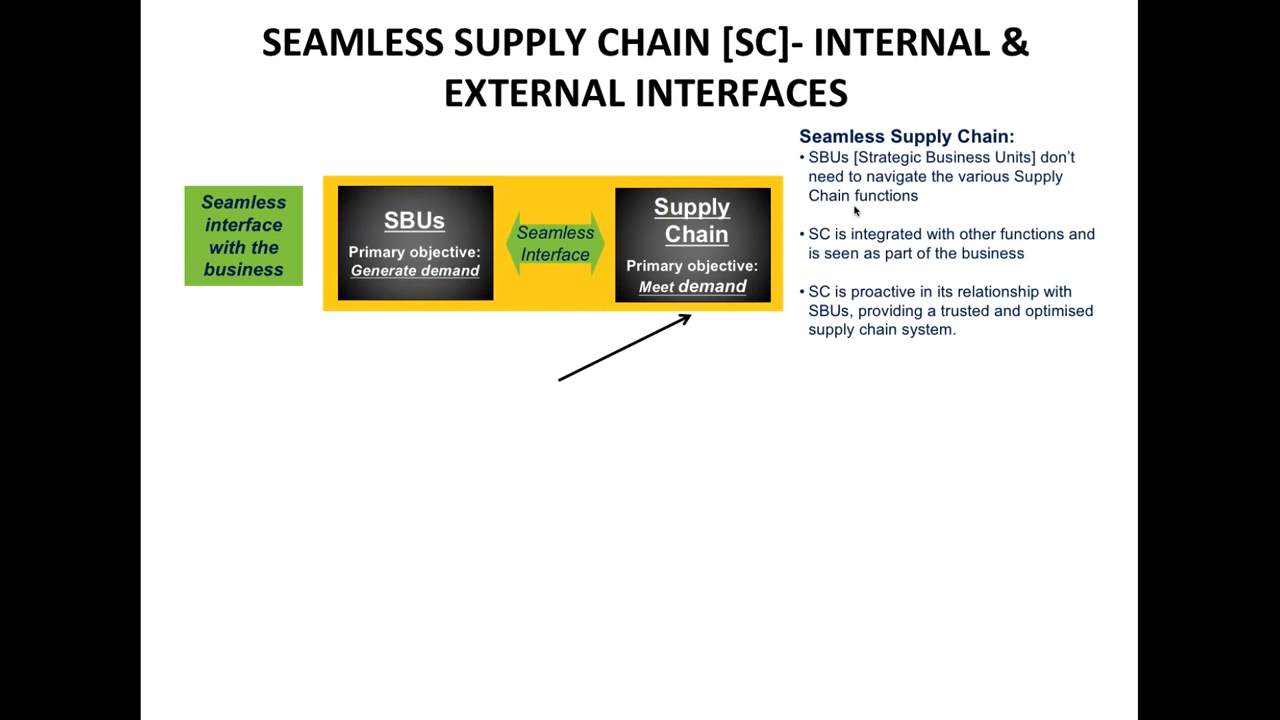 SEAMLESS SUPPLY CHAIN [SC]- INTERNAL &
EXTERNAL INTERFACES
Seamless
interface
with the
business
SBUs
Primary objective:
Generate demand
Seamless
Interface
Supply
Chain
Primary objective:
Meet demand
Seamless Supply Chain:
• SBUs [Strategic Business Units] don't
need to navigate the various Supply
Chain functions
• SC is integrated with other functions and
is seen as part of the business
• SC is proactive in its relationship with
SBUs, providing a trusted and optimised
supply chain system.